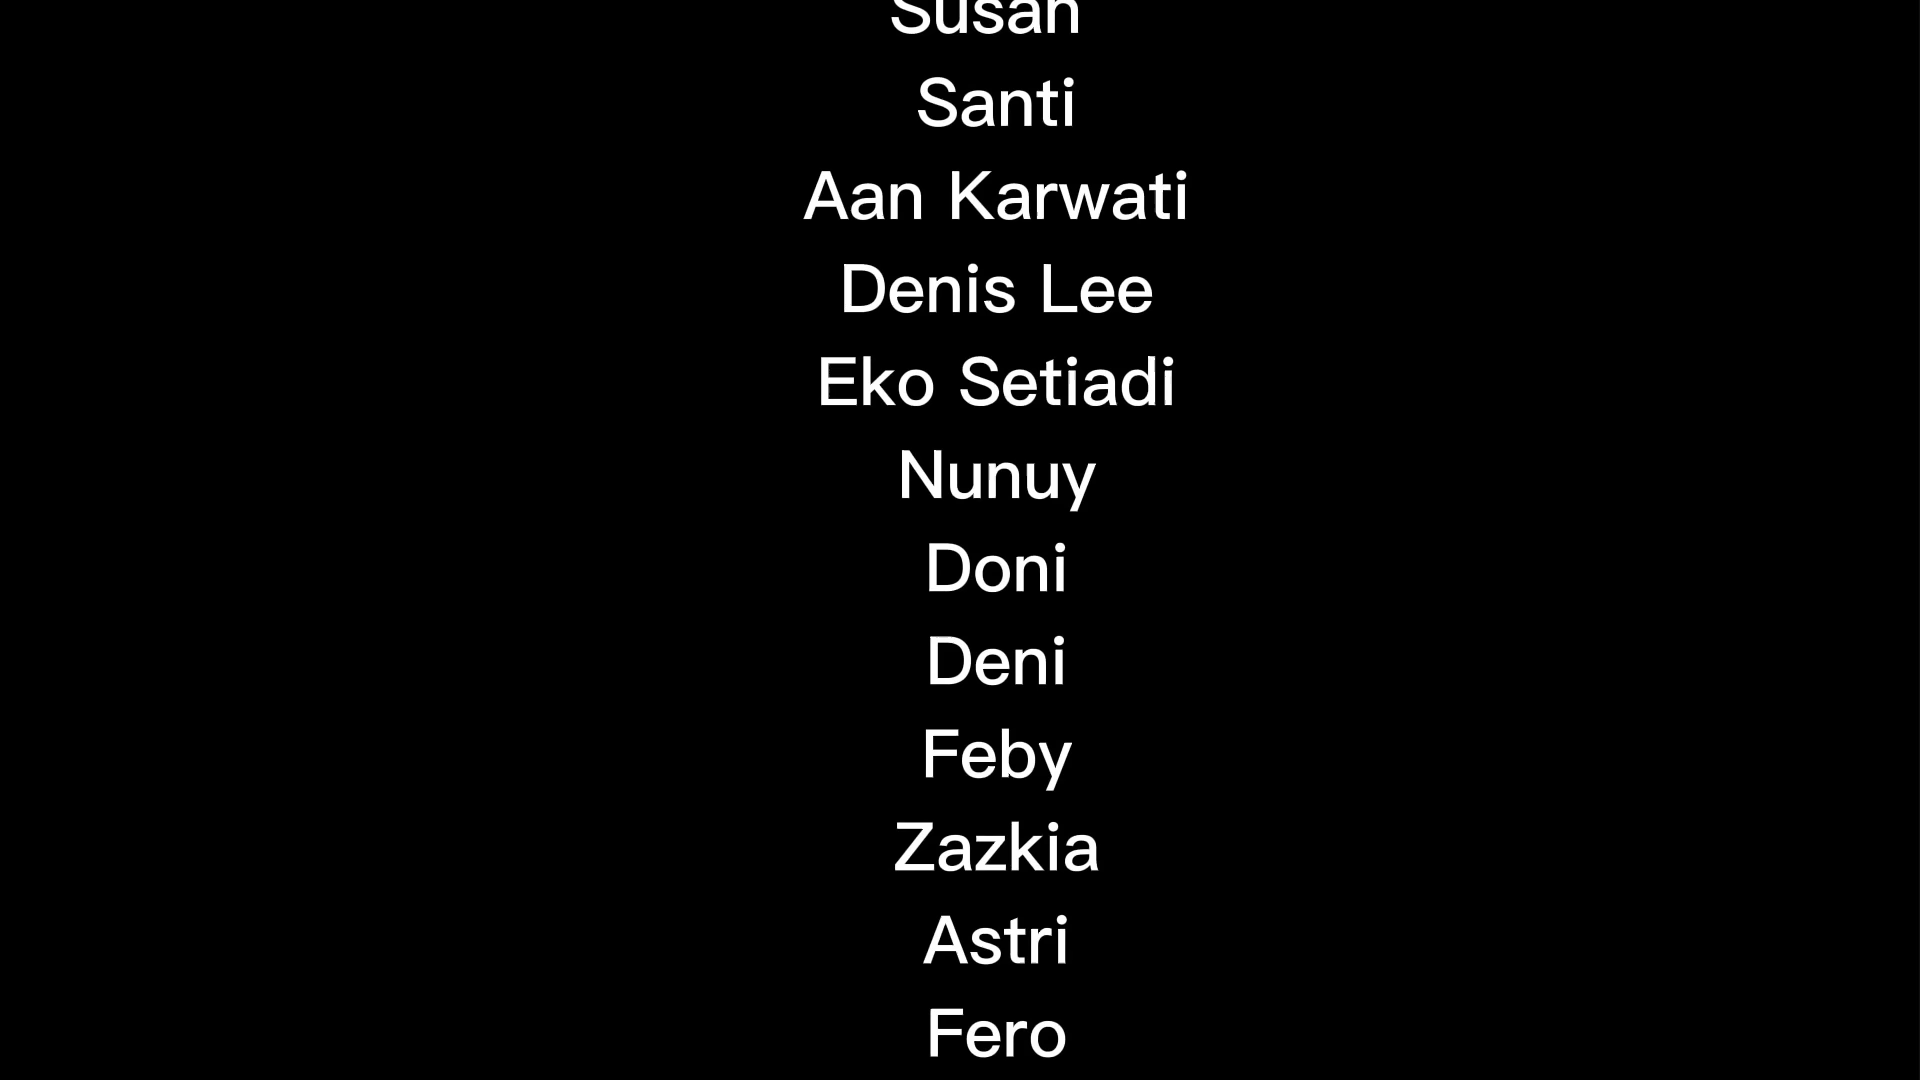 Susan
Santi
Aan Karwati
Denis Lee
Eko Setiadi
Nunuy
Doni
Deni
Feby
Zazkia
Astri
Fero